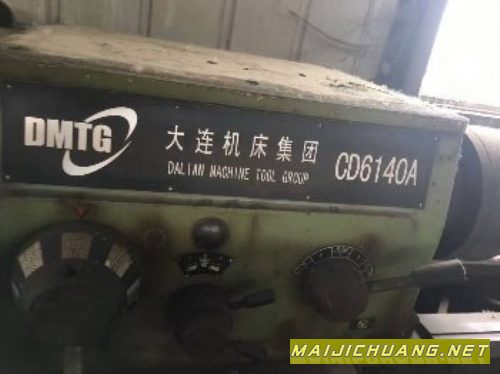 DMTG
大连机床集团
DALIAN MACHINE TOOL GROUP
CD6140A
MAIJICHUANG.NET